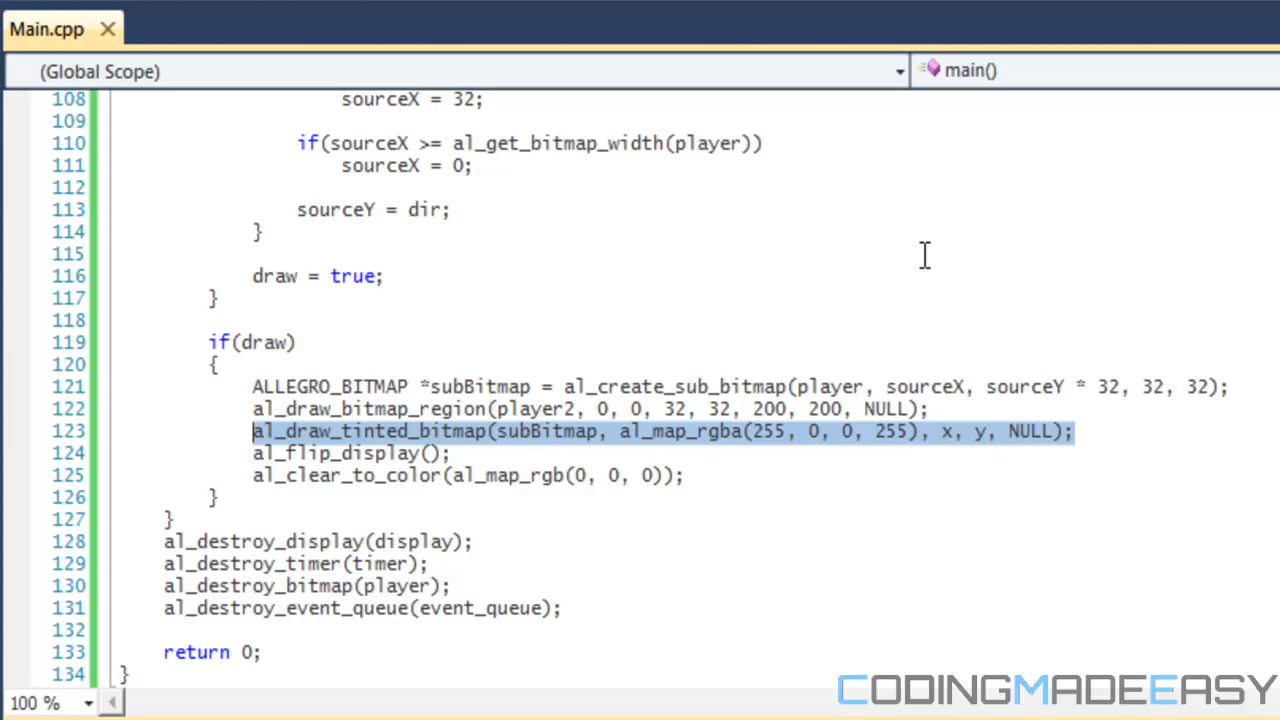 Main.cpp
(Global Scope) main()
108 sourceX = 32;
109
110 if(sourceX >= al_get_bitmap_width(player))
111 sourceX = 0;
112
113 sourceY = dir;
114 }
115
116 draw = true;
117 }
118
119 if(draw)
120 {
121 ALLEGRO_BITMAP *subBitmap = al_create_sub_bitmap(player, sourceX, sourceY * 32, 32, 32);
122 al_draw_bitmap_region(player2, 0, 0, 32, 32, 200, 200, NULL);
123 al_draw_tinted_bitmap(subBitmap, al_map_rgba(255, 0, 0, 255), x, y, NULL);
124 al_flip_display();
125 al_clear_to_color(al_map_rgb(0, 0, 0));
126 }
127 }
128 al_destroy_display(display);
129 al_destroy_timer(timer);
130 al_destroy_bitmap(player);
131 al_destroy_event_queue(event_queue);
132
133 return 0;
134 }
100 %
CODINGMADEEASY